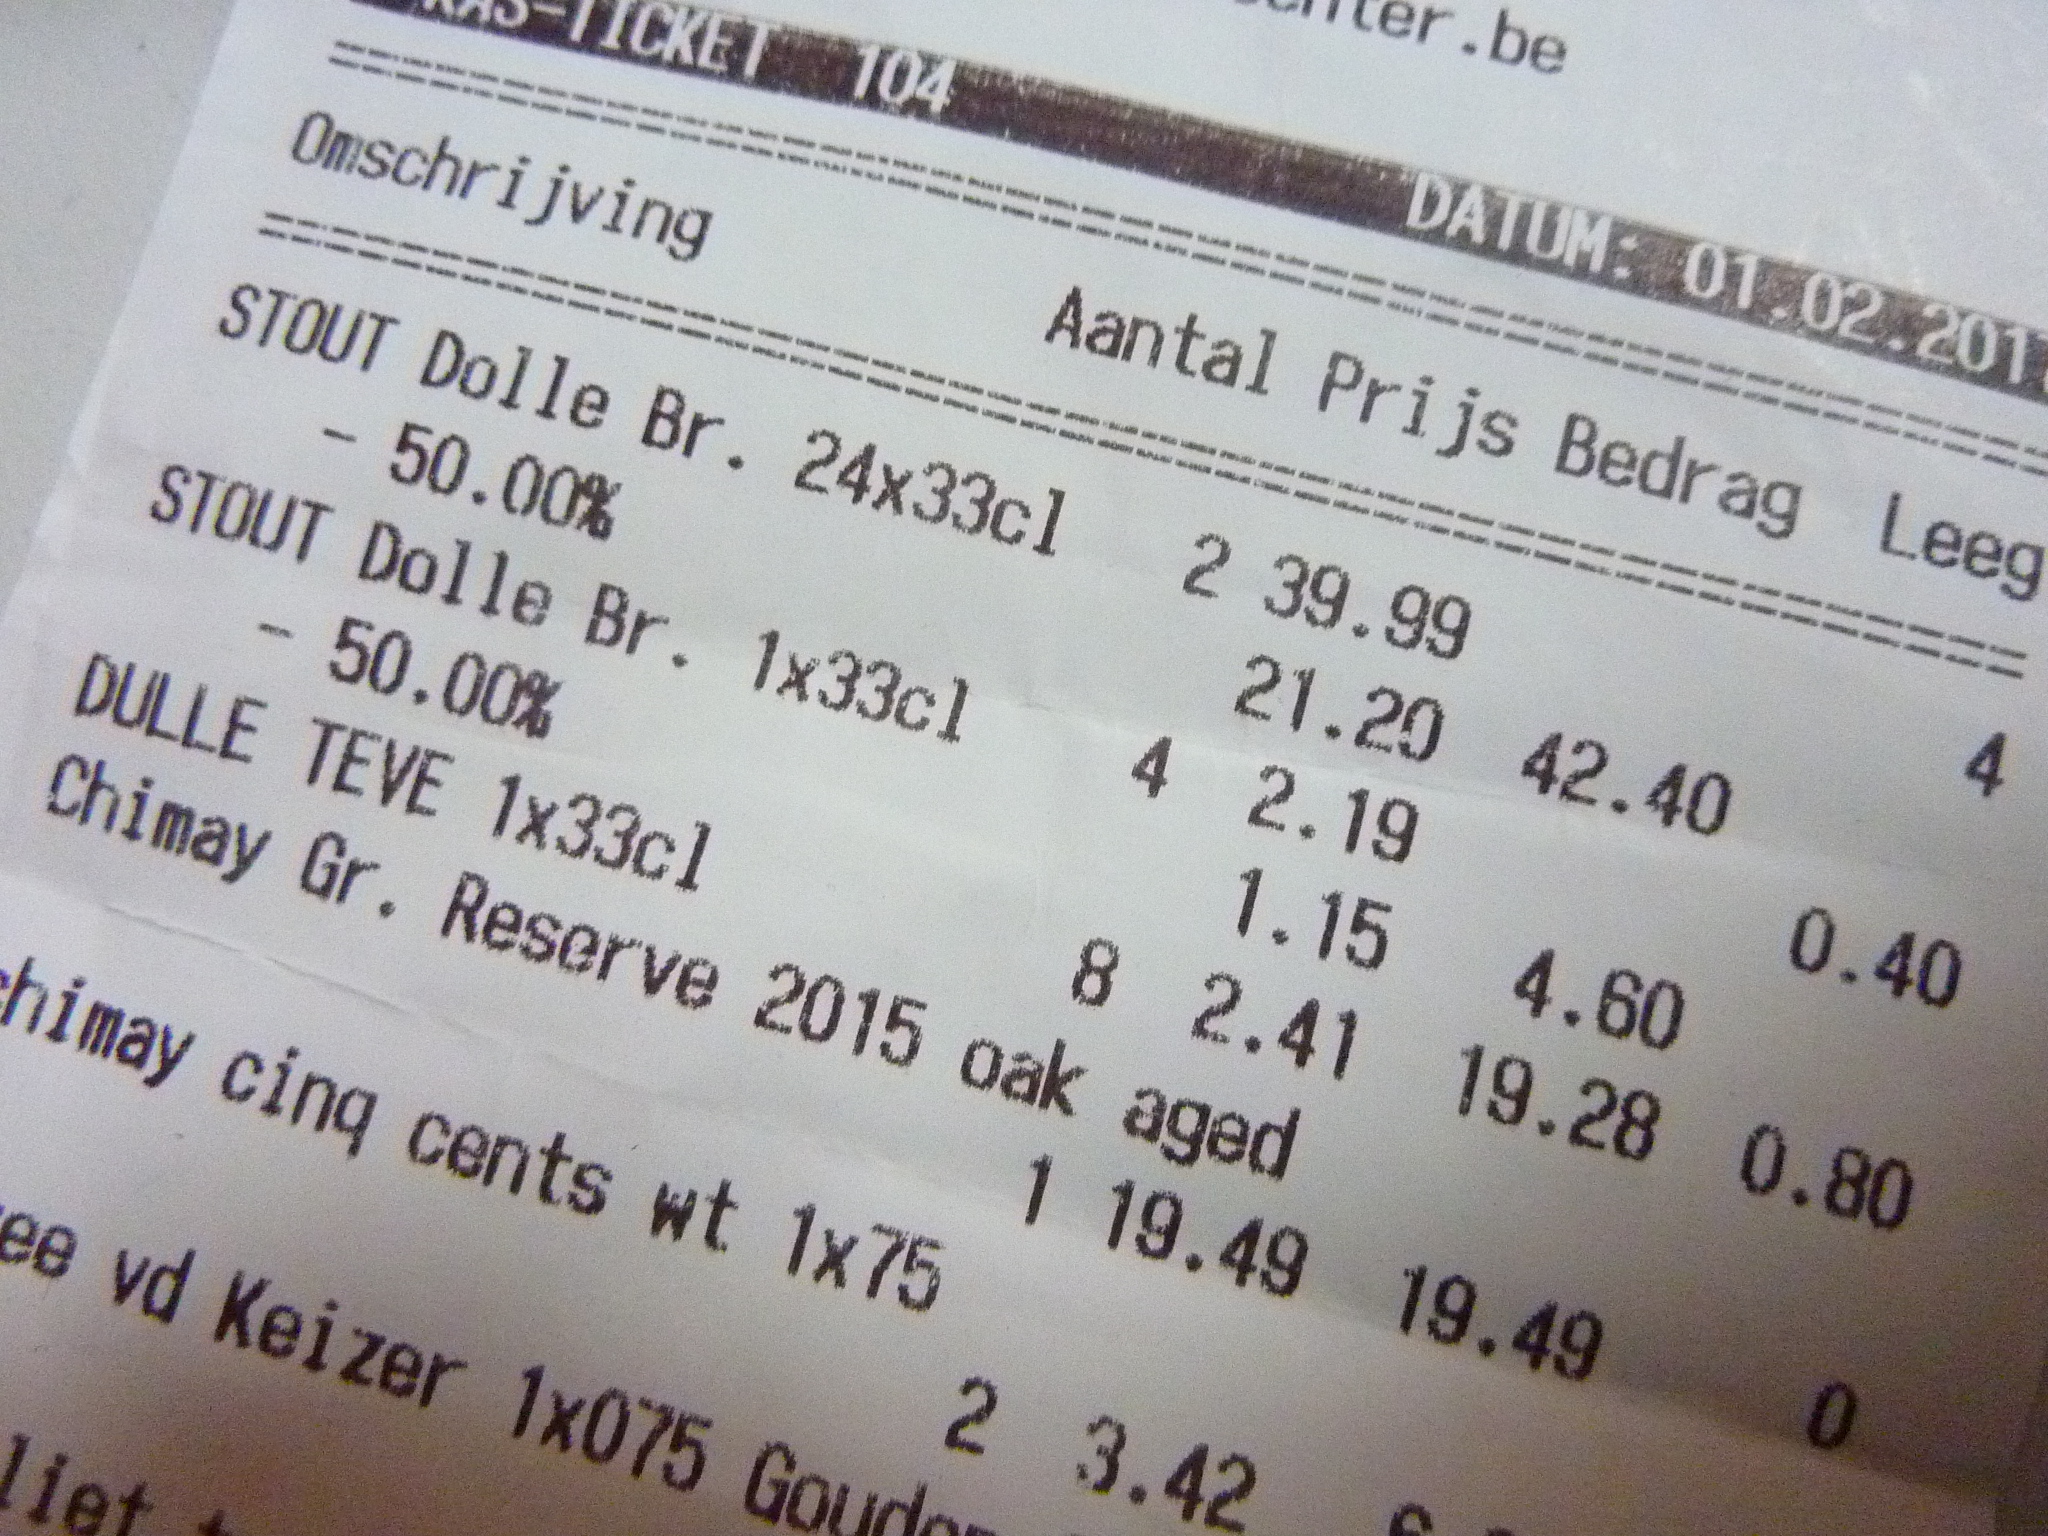 .be
KAS-TICKET 104 DATUM: 01.02.201
Omschrijving Aantal Prijs Bedrag Leeg
STOUT Dolle Br. 24x33cl 2 39.99
- 50.00% 21.20 42.40 4
STOUT Dolle Br. 1x33cl 4 2.19
- 50.00% 1.15 4.60 0.40
DULLE TEVE 1x33cl 8 2.41 19.28 0.80
Chimay Gr. Reserve 2015 oak aged
1 19.49 19.49 0
chimay cinq cents wt 1x75
2 3.42
vd Keizer 1x075 Gouden